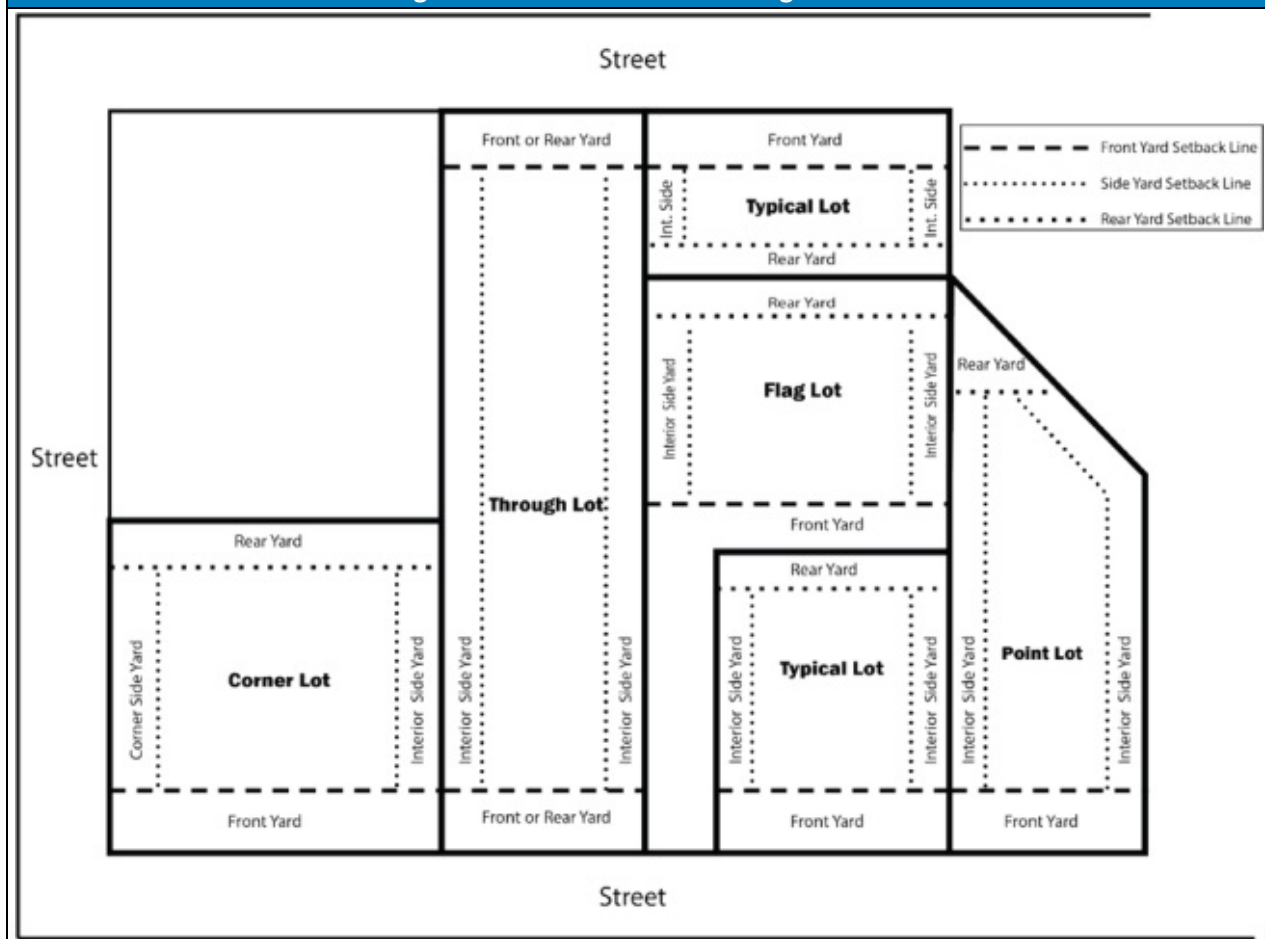 Street
Front or Rear Yard
Front Yard
Front Yard Setback Line
Side Yard Setback Line
Rear Yard Setback Line
Int. Side
Typical Lot
Int. Side
Rear Yard
Rear Yard
Interior Side Yard
Flag Lot
Interior Side Yard
Rear Yard
Street
Through Lot
Front Yard
Rear Yard
Rear Yard
Corner Side Yard
Corner Lot
Interior Side Yard
Interior Side Yard
Interior Side Yard
Interior Side Yard
Typical Lot
Interior Side Yard
Interior Side Yard
Point Lot
Interior Side Yard
Front Yard
Front or Rear Yard
Front Yard
Front Yard
Street